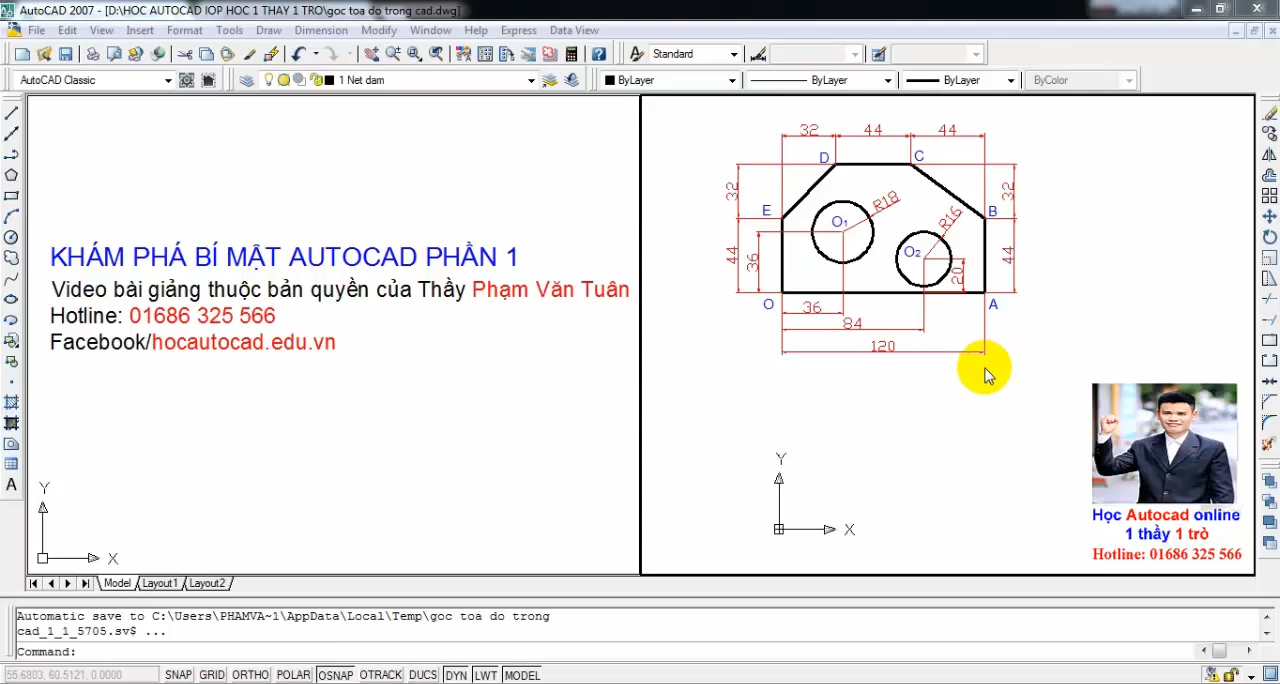 AutoCAD 2007 - [D:\HOC AUTOCAD lOP HOC 1 THAY 1 TRO\goc toa do trong cad.dwg]
File Edit View Insert Format Tools Draw Dimension Modify Window Help Express Data View
Standard
AutoCAD Classic 1 Net dam ByLayer ByLayer ByLayer ByColor
32 44 44
D C
32 R18 32
E O₁ R16 B
44 36 O₂ 20 44
O 36 A
84
120
KHÁM PHÁ BÍ MẬT AUTOCAD PHẦN 1
Video bài giảng thuộc bản quyền của Thầy Phạm Văn Tuân
Hotline: 01686 325 566
Facebook/hocautocad.edu.vn
Y
X
Y
X
Học Autocad online
1 thầy 1 trò
Hotline: 01686 325 566
Model Layout1 Layout2
Automatic save to C:\Users\PHAMVA~1\AppData\Local\Temp\goc toa do trong
cad_1_1_5705.sv$ ...
Command:
55.6803, 60.5121, 0.0000 SNAP GRID ORTHO POLAR OSNAP OTRACK DUCS DYN LWT MODEL